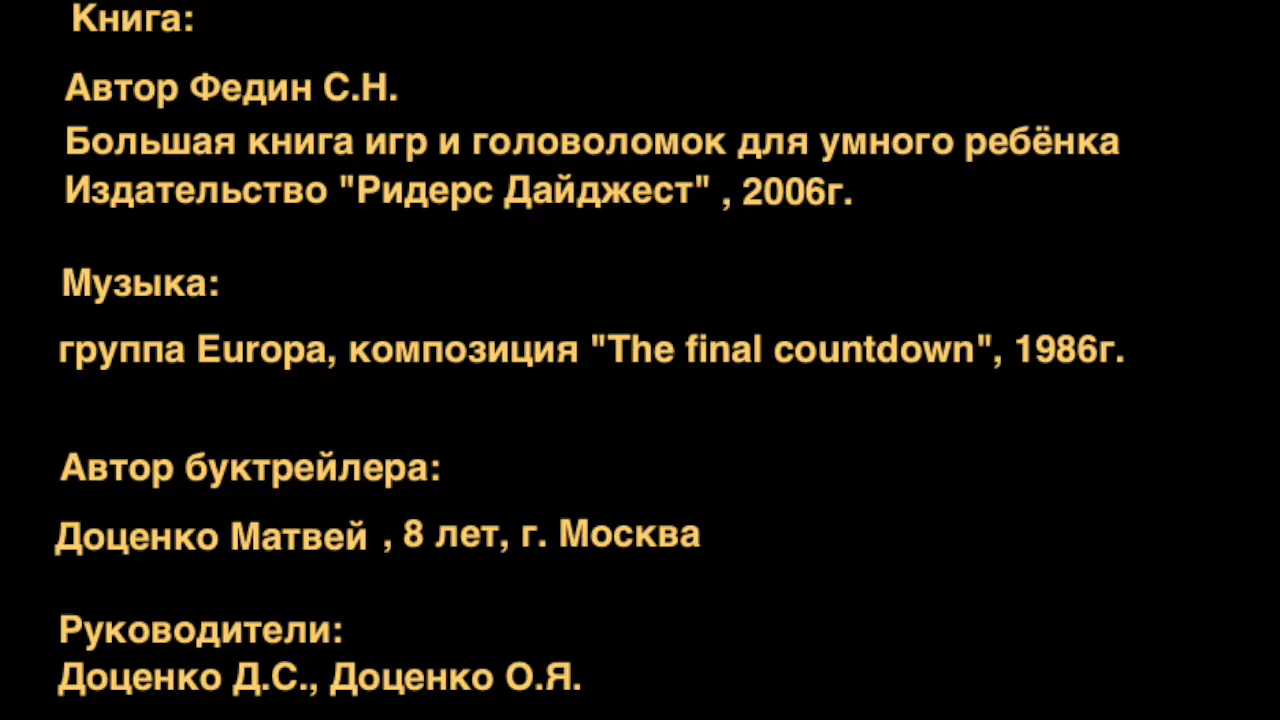 Книга:
Автор Федин С.Н.
Большая книга игр и головоломок для умного ребёнка
Издательство "Ридерс Дайджест" , 2006г.
Музыка:
группа Europa, композиция "The final countdown", 1986г.
Автор буктрейлера:
Доценко Матвей , 8 лет, г. Москва
Руководители:
Доценко Д.С., Доценко О.Я.